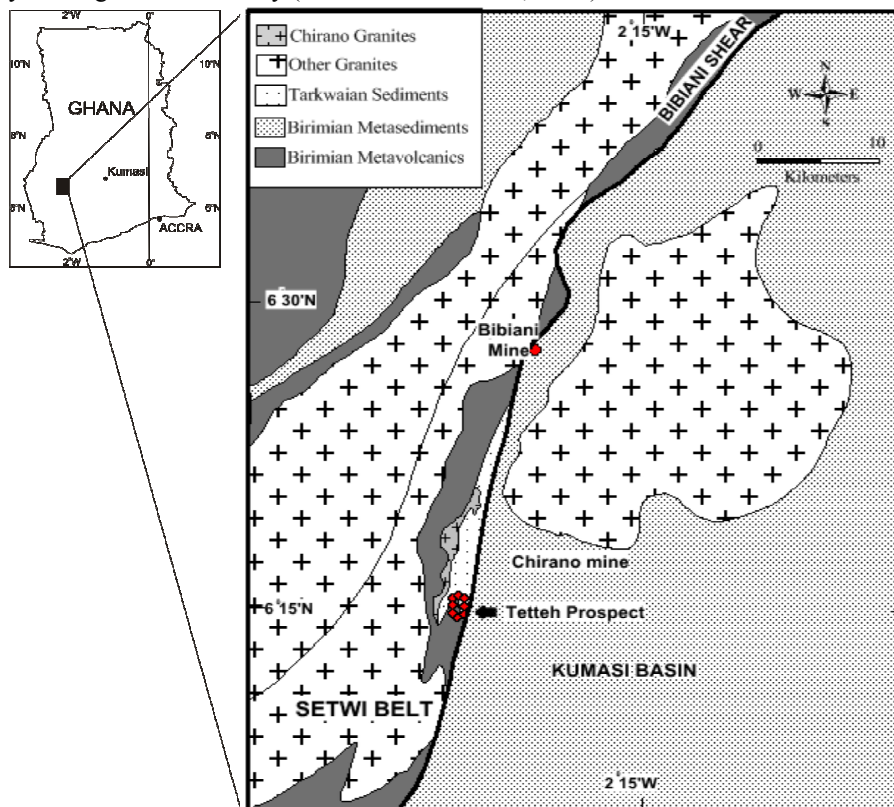 2°W
0°
10°N
10°N
GHANA
8°N
8°N
Kumasi
6°N
6°N
ACCRA
2°W
0°
Chirano Granites
Other Granites
Tarkwaian Sediments
Birimian Metasediments
Birimian Metavolcanics
2°15'W
BIBIANI SHEAR
N
W
E
S
0
10
Kilometers
6°30'N
Bibiani
Mine
Chirano mine
6°15'N
Tetteh Prospect
KUMASI BASIN
SETWI BELT
2°15'W